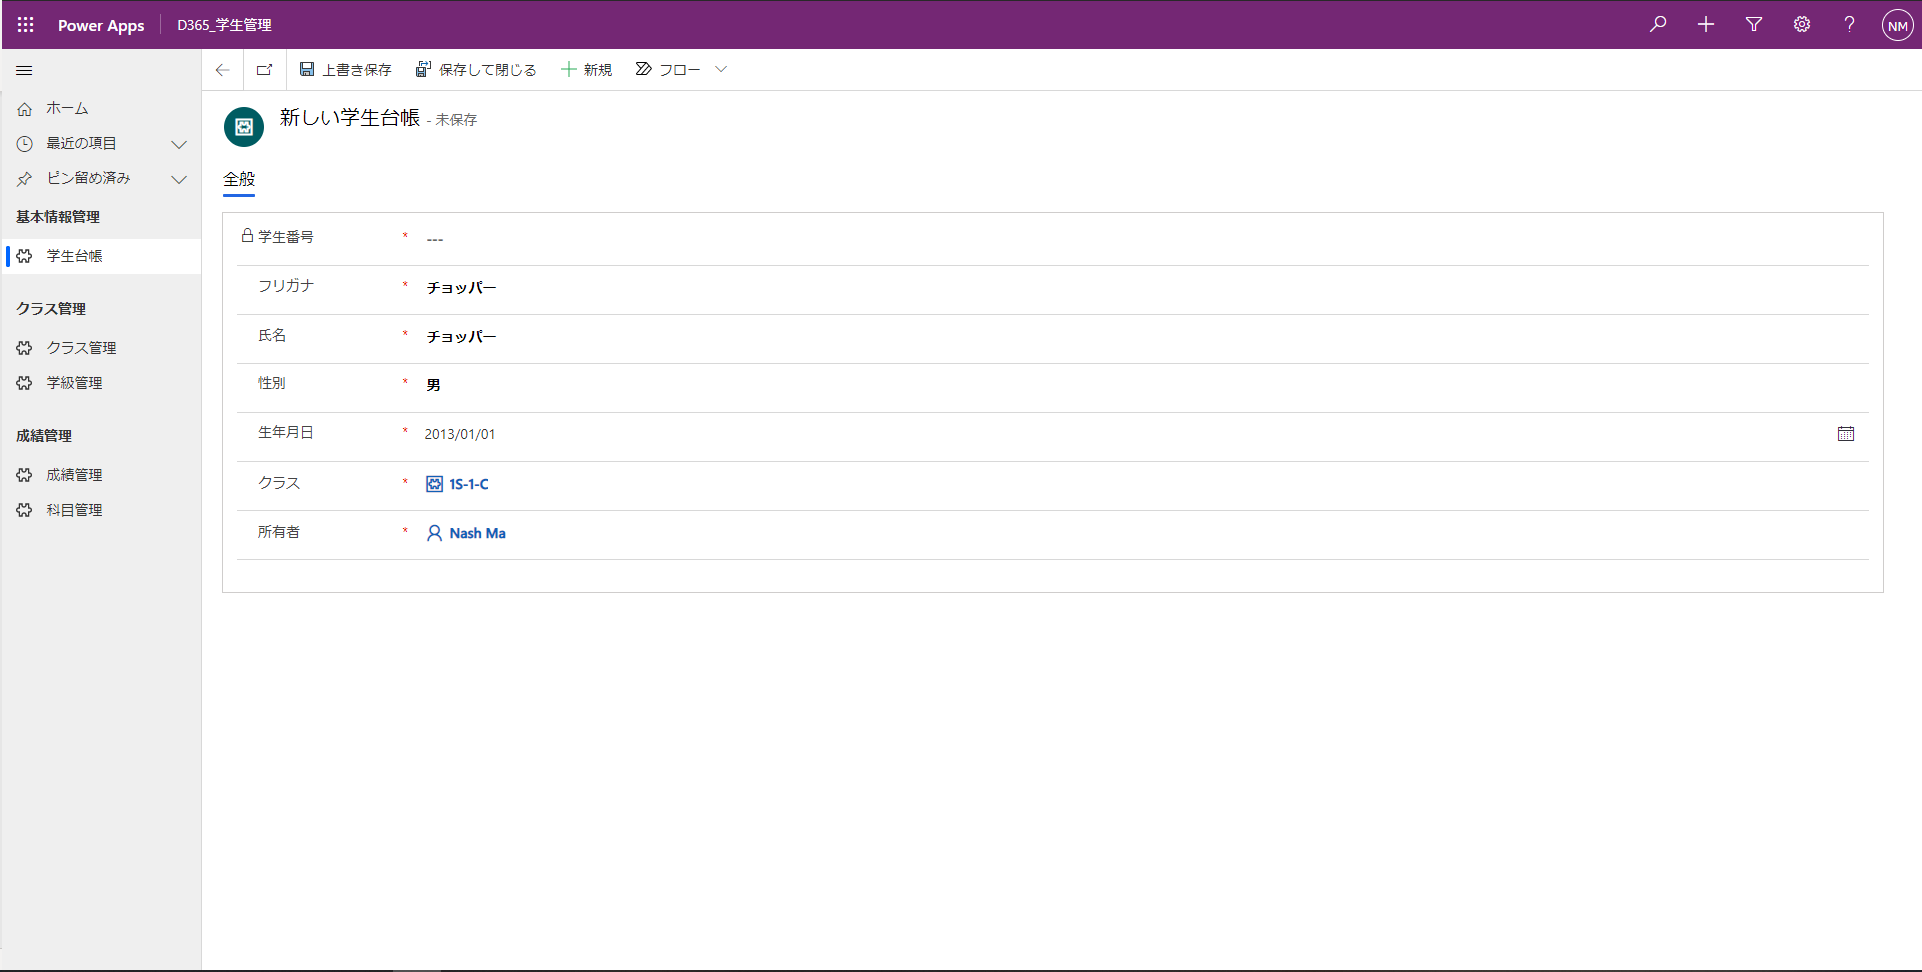 Power Apps D365_学生管理 NM
上書き保存 保存して閉じる 新規 フロー
ホーム
最近の項目
ピン留め済み
基本情報管理
学生台帳
クラス管理
クラス管理
学級管理
成績管理
成績管理
科目管理
新しい学生台帳 - 未保存
全般
学生番号 * ---
フリガナ * チョッパー
氏名 * チョッパー
性別 * 男
生年月日 * 2013/01/01
クラス * 1S-1-C
所有者 * Nash Ma